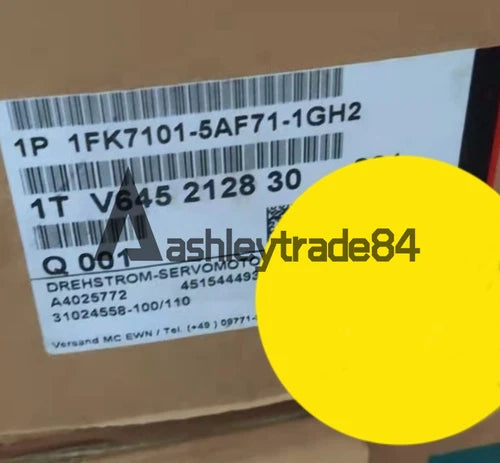 1P 1FK7101-5AF71-1GH2
1T V645 2128 30
ashleytrade84
Q 001
DREHSTROM-SERVOMOTO
A4025772 451544493
31024558-100/110
Versand MC EWN / Tel. (+49 ) 09771-